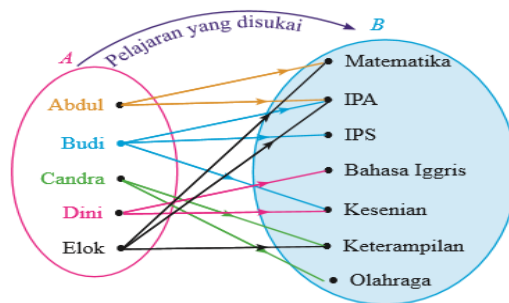 Pelajaran yang disukai
A
B
Abdul
Budi
Candra
Dini
Elok
Matematika
IPA
IPS
Bahasa Iggris
Kesenian
Keterampilan
Olahraga